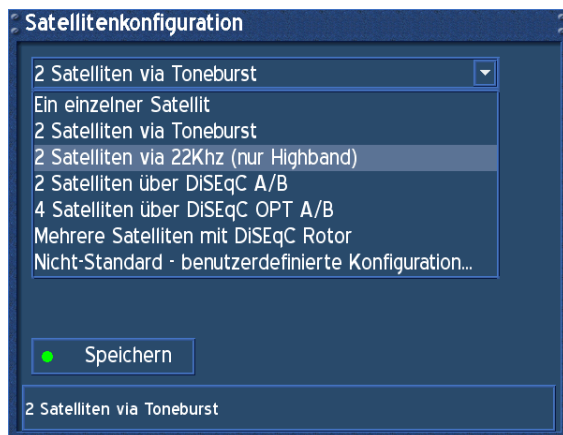 Satellitenkonfiguration
2 Satelliten via Toneburst
Ein einzelner Satellit
2 Satelliten via Toneburst
2 Satelliten via 22Khz (nur Highband)
2 Satelliten über DiSEqC A/B
4 Satelliten über DiSEqC OPT A/B
Mehrere Satelliten mit DiSEqC Rotor
Nicht-Standard - benutzerdefinierte Konfiguration...
Speichern
2 Satelliten via Toneburst